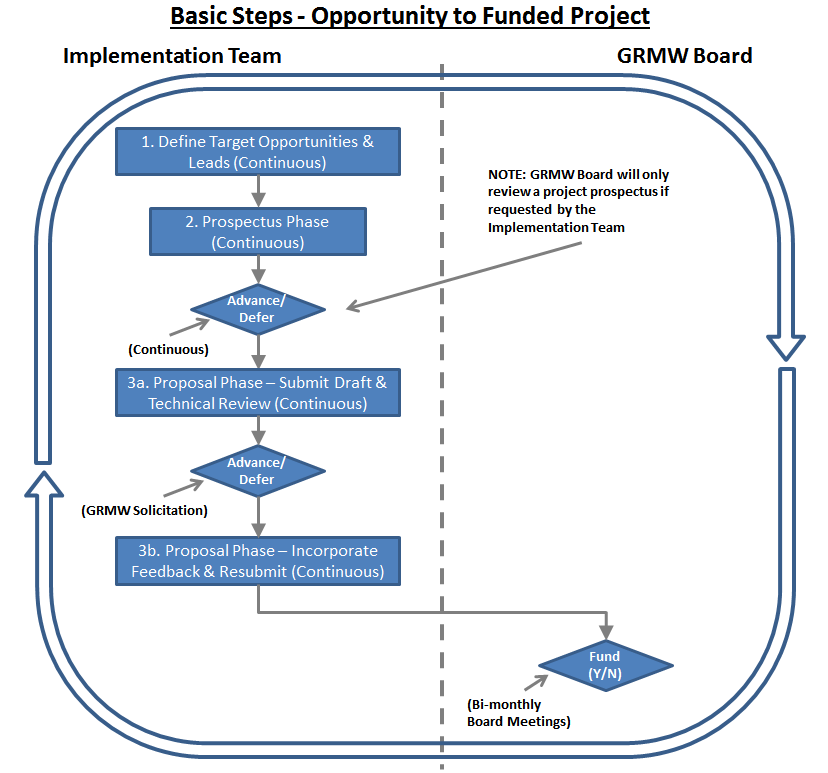 Basic Steps - Opportunity to Funded Project
Implementation Team
GRMW Board
1. Define Target Opportunities &
Leads (Continuous)
NOTE: GRMW Board will only
review a project prospectus if
requested by the
Implementation Team
2. Prospectus Phase
(Continuous)
Advance/
Defer
(Continuous)
3a. Proposal Phase – Submit Draft &
Technical Review (Continuous)
Advance/
Defer
(GRMW Solicitation)
3b. Proposal Phase – Incorporate
Feedback & Resubmit (Continuous)
Fund
(Y/N)
(Bi-monthly
Board Meetings)